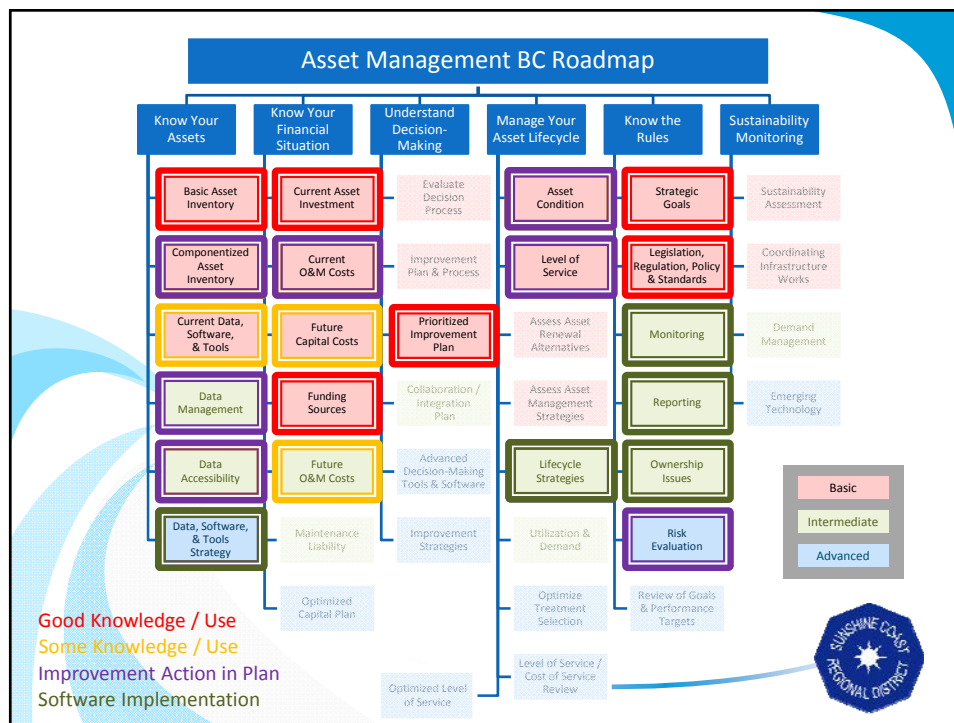 Asset Management BC Roadmap
Know Your
Assets
Know Your
Financial
Situation
Understand
Decision-
Making
Manage Your
Asset Lifecycle
Know the
Rules
Sustainability
Monitoring
Basic Asset
Inventory
Componentized
Asset
Inventory
Current Data,
Software,
& Tools
Data
Management
Data
Accessibility
Data, Software,
& Tools
Strategy
Current Asset
Investment
Current
O&M Costs
Future
Capital Costs
Funding
Sources
Future
O&M Costs
Maintenance
Liability
Optimized
Capital Plan
Evaluate
Decision
Process
Improvement
Plan & Process
Prioritized
Improvement
Plan
Collaboration /
Integration
Plan
Advanced
Decision-Making
Tools & Software
Improvement
Strategies
Asset
Condition
Level of
Service
Assess Asset
Renewal
Alternatives
Assess Asset
Management
Strategies
Lifecycle
Strategies
Utilization &
Demand
Optimize
Treatment
Selection
Level of Service /
Cost of Service
Review
Optimized Level
of Service
Strategic
Goals
Legislation,
Regulation, Policy
& Standards
Monitoring
Reporting
Ownership
Issues
Risk
Evaluation
Review of Goals
& Performance
Targets
Sustainability
Assessment
Coordinating
Infrastructure
Works
Demand
Management
Emerging
Technology
Basic
Intermediate
Advanced
Good Knowledge / Use
Some Knowledge / Use
Improvement Action in Plan
Software Implementation
SUNSHINE COAST
REGIONAL DISTRICT